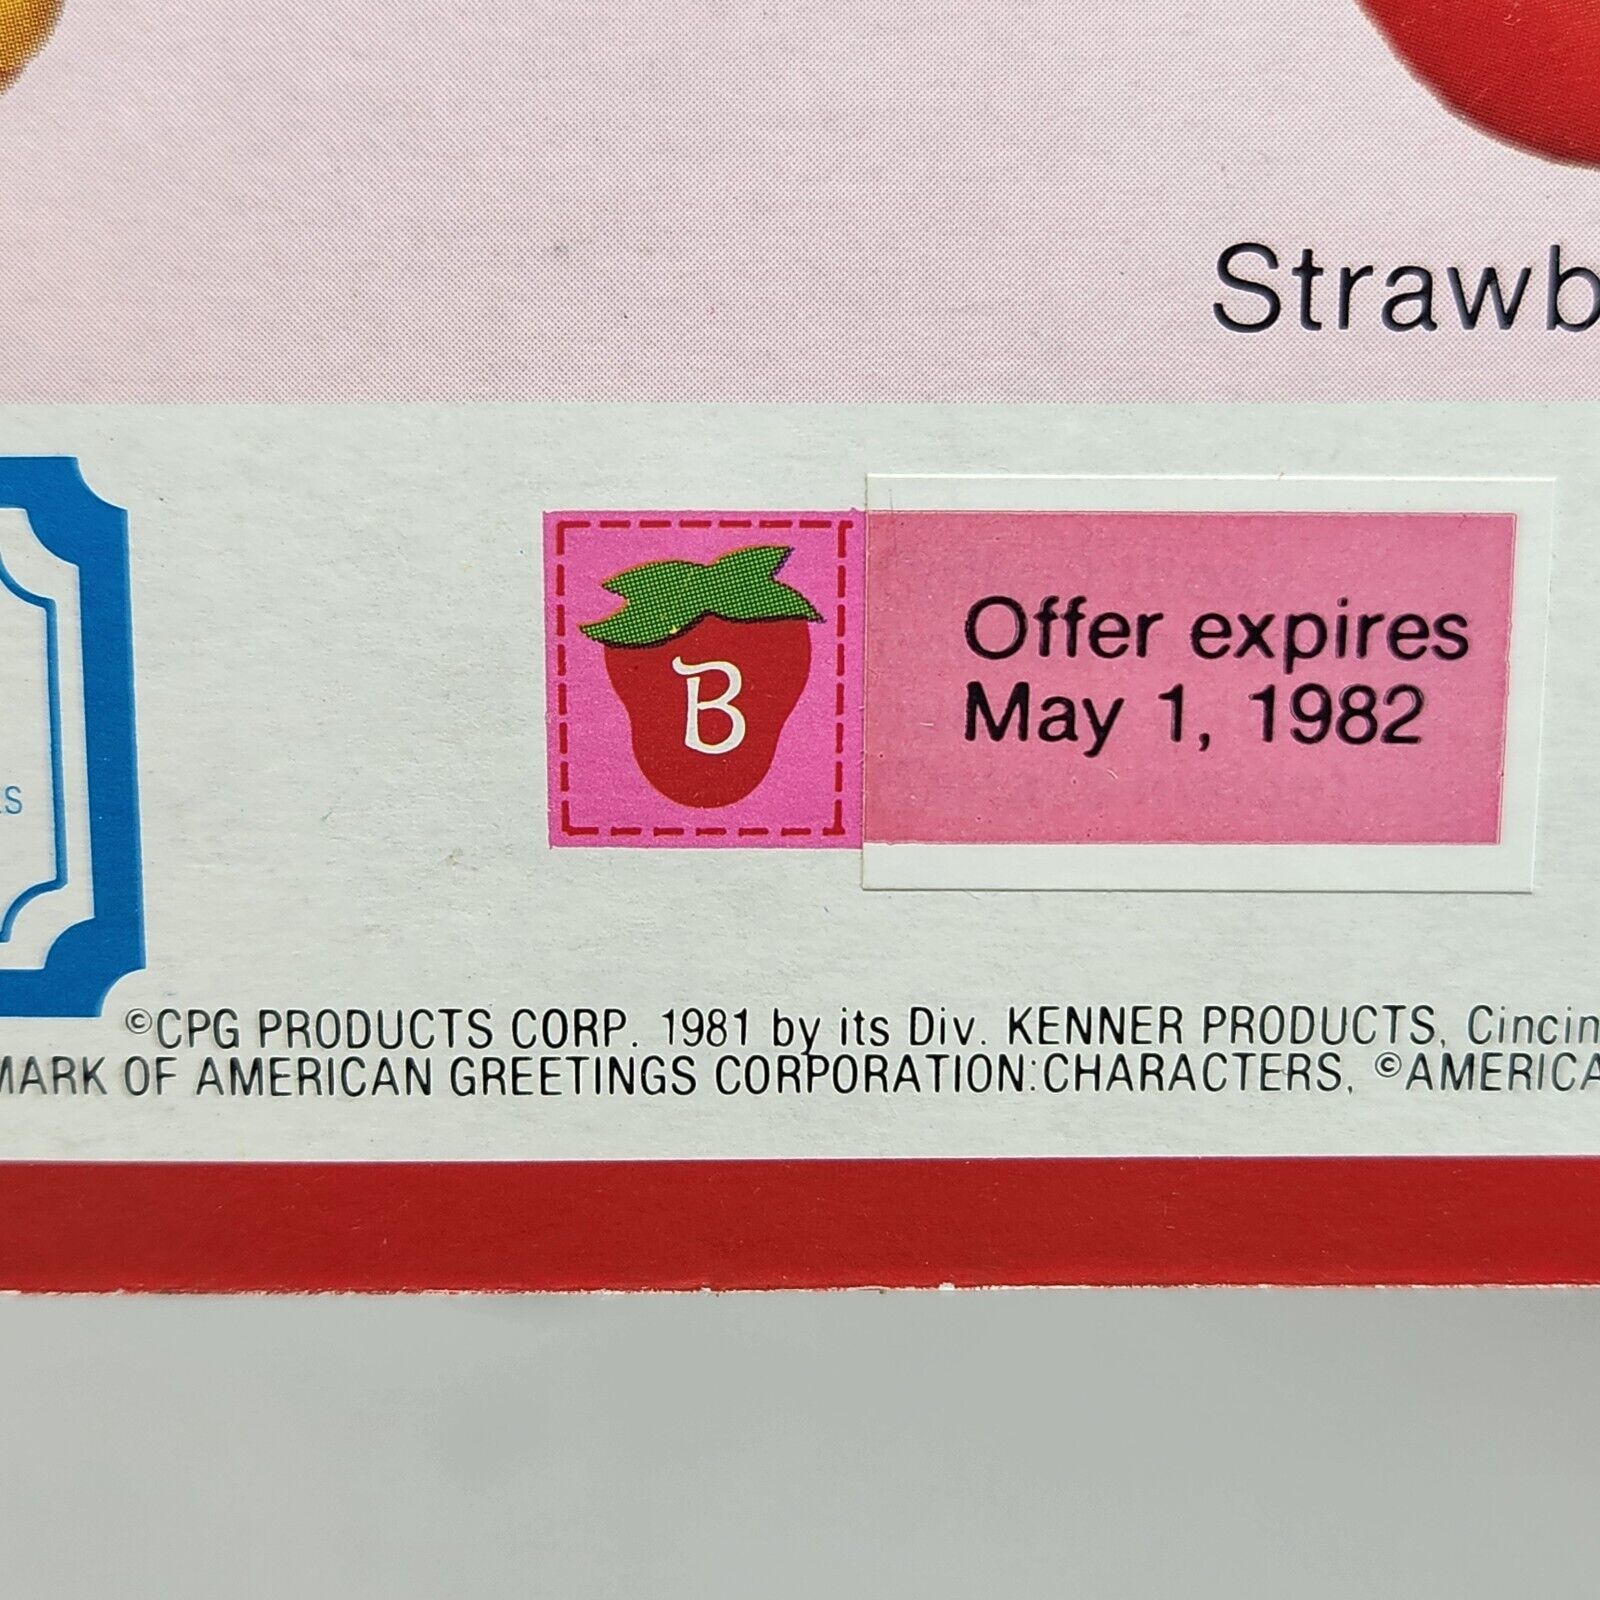 Strawb
B
Offer expires
May 1, 1982
LS
©CPG PRODUCTS CORP. 1981 by its Div. KENNER PRODUCTS, Cincin
MARK OF AMERICAN GREETINGS CORPORATION:CHARACTERS, ©AMERICA